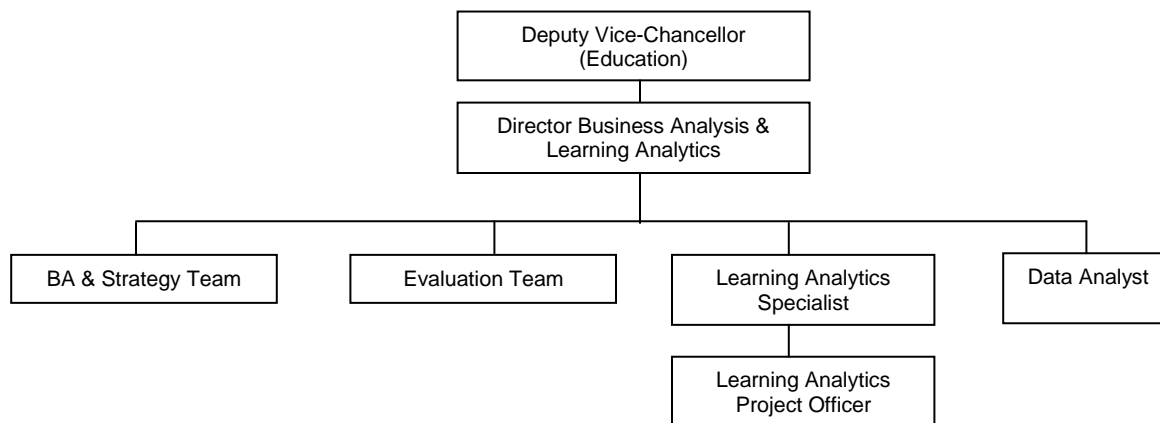 Deputy Vice-Chancellor
(Education)
Director Business Analysis &
Learning Analytics
BA & Strategy Team
Evaluation Team
Learning Analytics
Specialist
Data Analyst
Learning Analytics
Project Officer